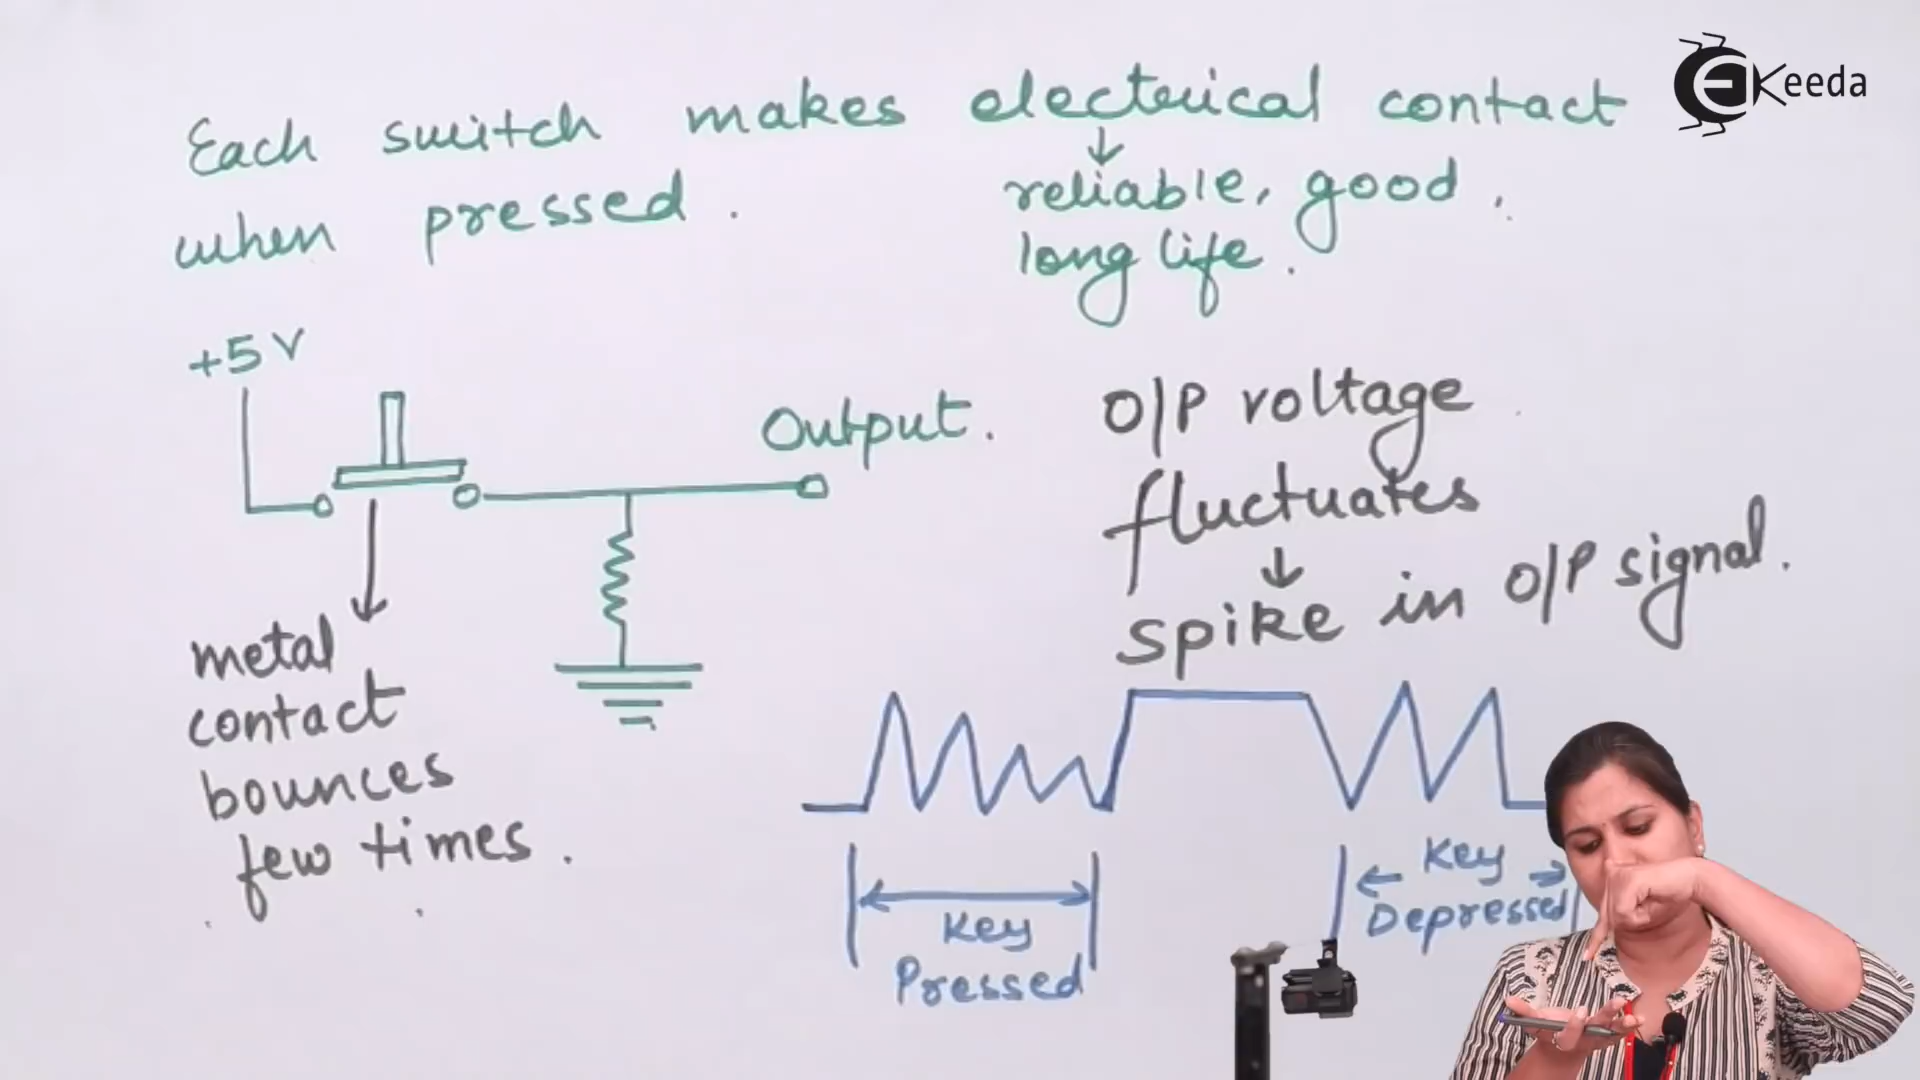 Keeda
Each switch makes electrical contact
when pressed.
↓
reliable, good.
long life.
+5V
Output.
O/P voltage
fluctuates
↓
spike in O/P signal.
metal
contact
bounces
few times.
Key
Pressed
Key
Depressed